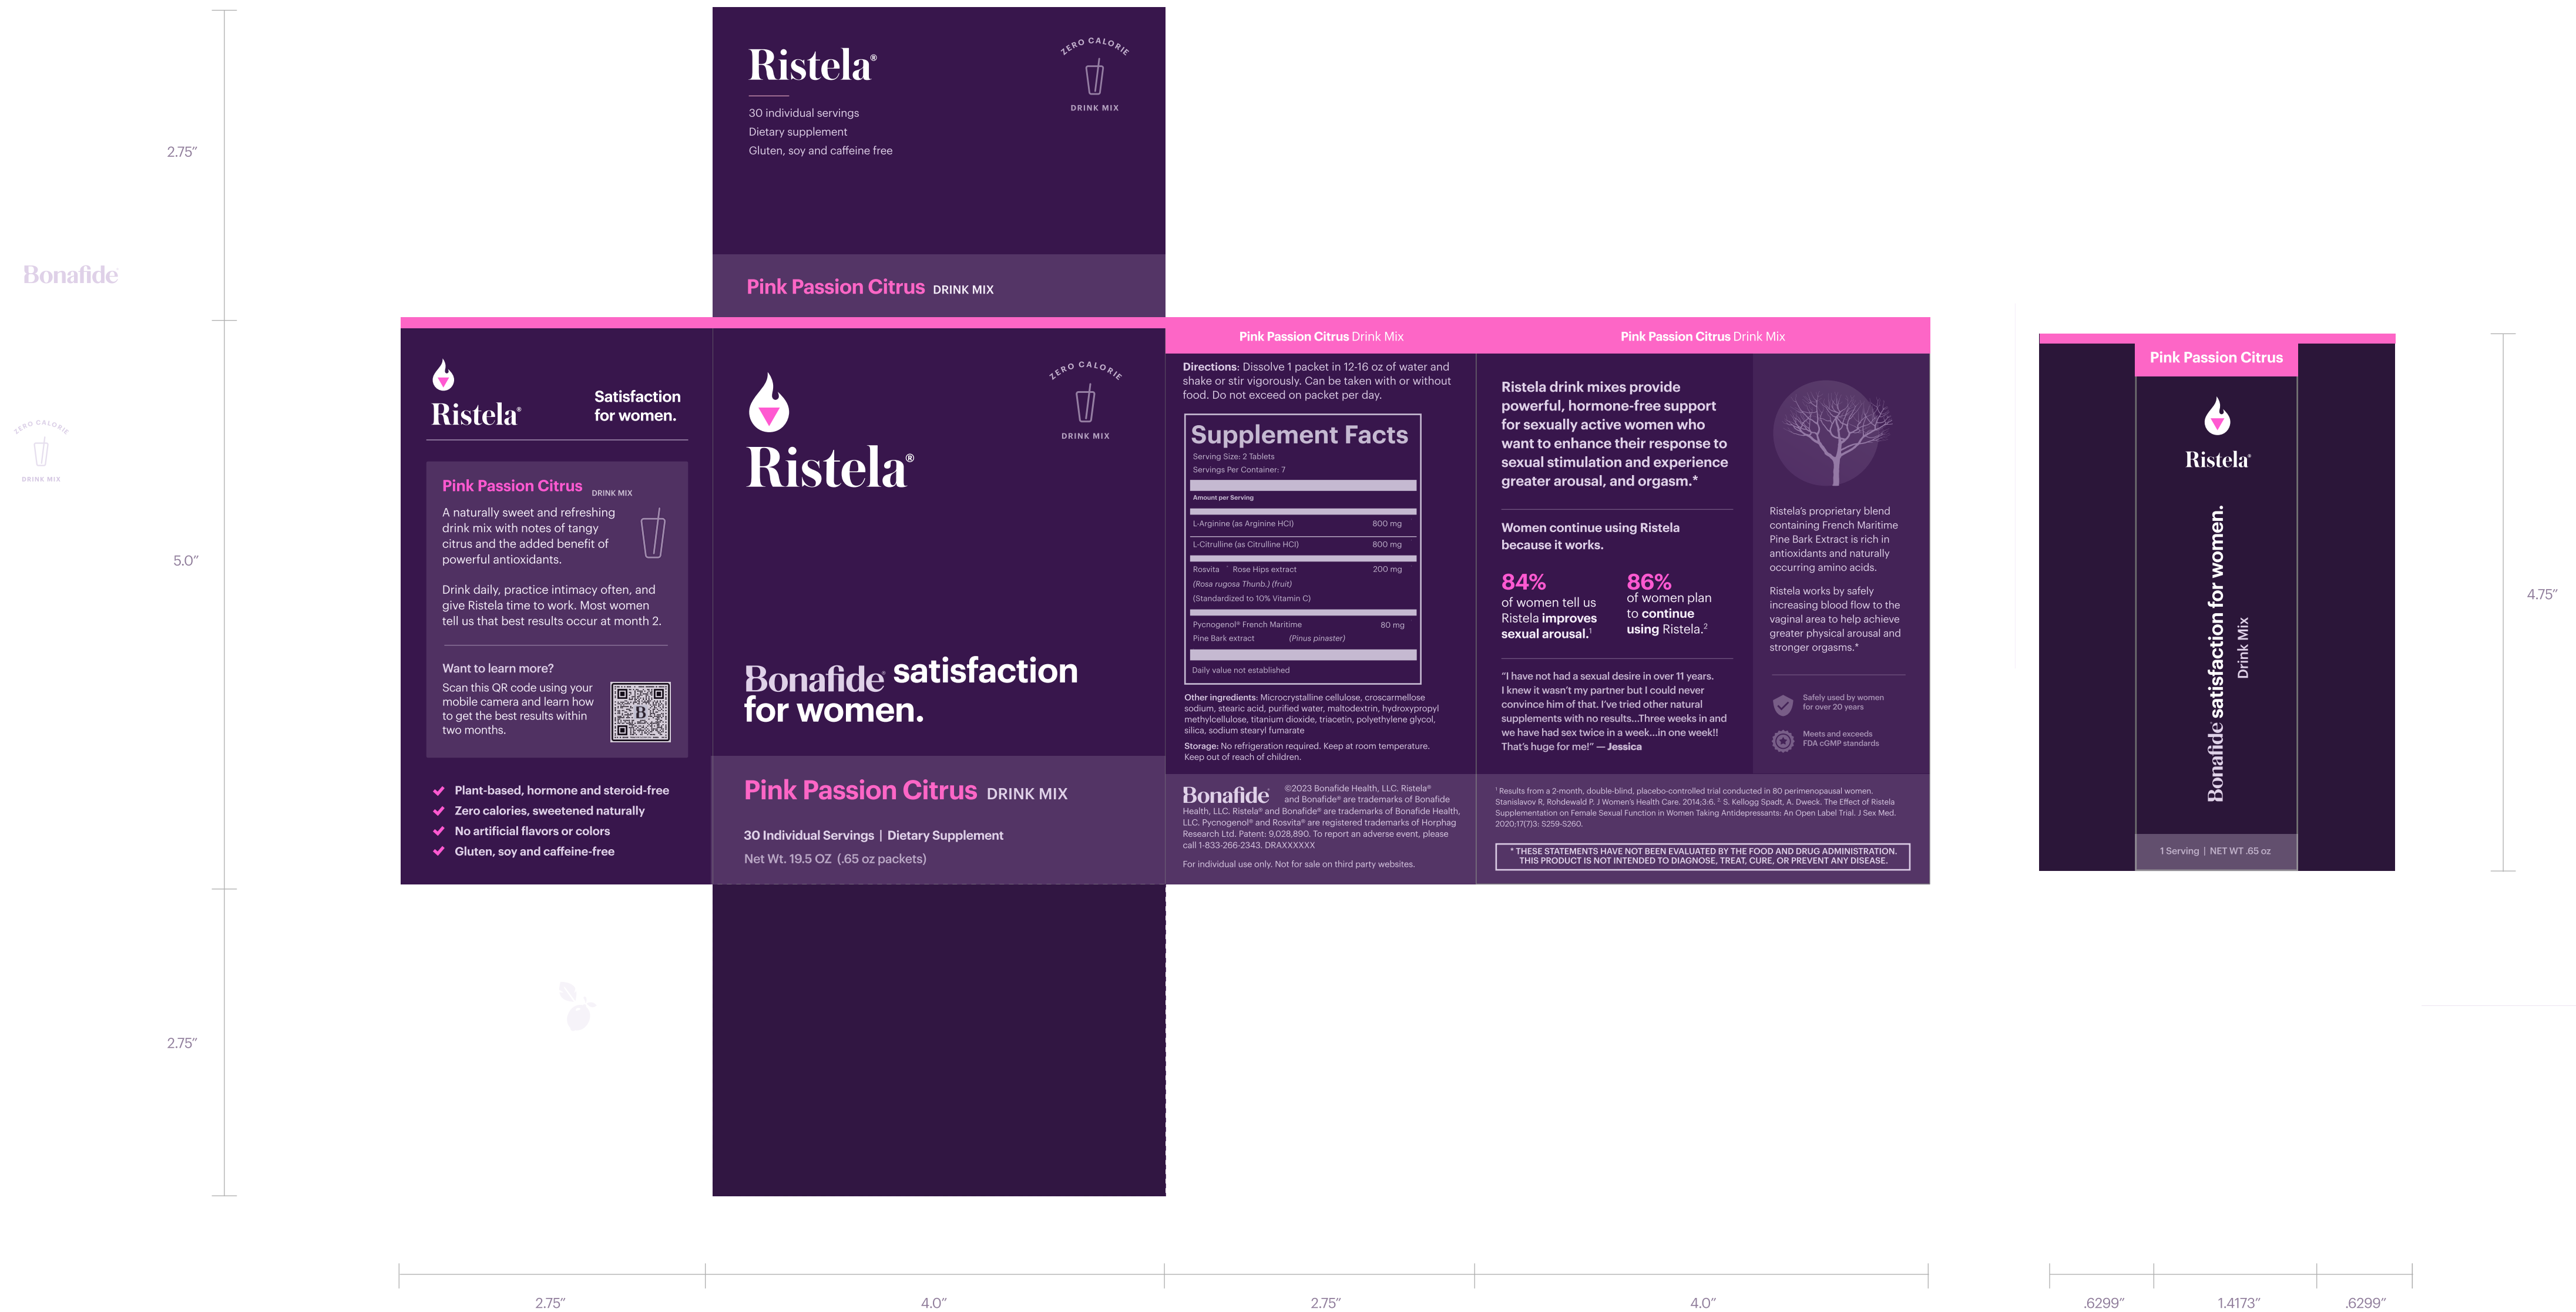 Ristela®
30 individual servings
Dietary supplement
Gluten, soy and caffeine free
ZERO CALORIE
DRINK MIX
Pink Passion Citrus DRINK MIX
2.75”
Bonafide
ZERO CALORIE
DRINK MIX
5.0”
2.75”
Ristela®
Satisfaction
for women.
Pink Passion Citrus DRINK MIX
A naturally sweet and refreshing
drink mix with notes of tangy
citrus and the added benefit of
powerful antioxidants.
Drink daily, practice intimacy often, and
give Ristela time to work. Most women
tell us that best results occur at month 2.
Want to learn more?
Scan this QR code using your
mobile camera and learn how
to get the best results within
two months.
B
Plant-based, hormone and steroid-free
Zero calories, sweetened naturally
No artificial flavors or colors
Gluten, soy and caffeine-free
ZERO CALORIE
DRINK MIX
Ristela®
Bonafide® satisfaction
for women.
Pink Passion Citrus DRINK MIX
30 Individual Servings | Dietary Supplement
Net Wt. 19.5 OZ (.65 oz packets)
Pink Passion Citrus Drink Mix
Directions: Dissolve 1 packet in 12-16 oz of water and
shake or stir vigorously. Can be taken with or without
food. Do not exceed on packet per day.
Supplement Facts
Serving Size: 2 Tablets
Servings Per Container: 7
Amount per Serving
L-Arginine (as Arginine HCl) 800 mg
L-Citrulline (as Citrulline HCl) 800 mg
Rosvita Rose Hips extract 200 mg
(Rosa rugosa Thunb.) (fruit)
(Standardized to 10% Vitamin C)
Pycnogenol® French Maritime 80 mg
Pine Bark extract (Pinus pinaster)
Daily value not established
Other ingredients: Microcrystalline cellulose, croscarmellose
sodium, stearic acid, purified water, maltodextrin, hydroxypropyl
methylcellulose, titanium dioxide, triacetin, polyethylene glycol,
silica, sodium stearyl fumarate
Storage: No refrigeration required. Keep at room temperature.
Keep out of reach of children.
Bonafide® ©2023 Bonafide Health, LLC. Ristela®
and Bonafide® are trademarks of Bonafide
Health, LLC. Ristela® and Bonafide® are trademarks of Bonafide Health,
LLC. Pycnogenol® and Rosvita® are registered trademarks of Horphag
Research Ltd. Patent: 9,028,890. To report an adverse event, please
call 1-833-266-2343. DRAXXXXXX
For individual use only. Not for sale on third party websites.
Pink Passion Citrus Drink Mix
Ristela drink mixes provide
powerful, hormone-free support
for sexually active women who
want to enhance their response to
sexual stimulation and experience
greater arousal, and orgasm.*
Women continue using Ristela
because it works.
84%
of women tell us
Ristela improves
sexual arousal.¹
86%
of women plan
to continue
using Ristela.²
“I have not had a sexual desire in over 11 years.
I knew it wasn’t my partner but I could never
convince him of that. I’ve tried other natural
supplements with no results...Three weeks in and
we have had sex twice in a week...in one week!!
That’s huge for me!” — Jessica
Ristela’s proprietary blend
containing French Maritime
Pine Bark Extract is rich in
antioxidants and naturally
occurring amino acids.
Ristela works by safely
increasing blood flow to the
vaginal area to help achieve
greater physical arousal and
stronger orgasms.*
Safely used by women
for over 20 years
Meets and exceeds
FDA cGMP standards
¹ Results from a 2-month, double-blind, placebo-controlled trial conducted in 80 perimenopausal women.
Stanislavov R, Rohdewald P. J Women’s Health Care. 2014;3:6. ². S. Kellogg Spadt, A. Dweck. The Effect of Ristela
Supplementation on Female Sexual Function in Women Taking Antidepressants: An Open Label Trial. J Sex Med.
2020;17(7)3: S259-S260.
* THESE STATEMENTS HAVE NOT BEEN EVALUATED BY THE FOOD AND DRUG ADMINISTRATION.
THIS PRODUCT IS NOT INTENDED TO DIAGNOSE, TREAT, CURE, OR PREVENT ANY DISEASE.
Pink Passion Citrus
Ristela®
Bonafide® satisfaction for women.
Drink Mix
1 Serving | NET WT .65 oz
4.75”
2.75”
4.0”
2.75”
4.0”
.6299”
1.4173”
.6299”